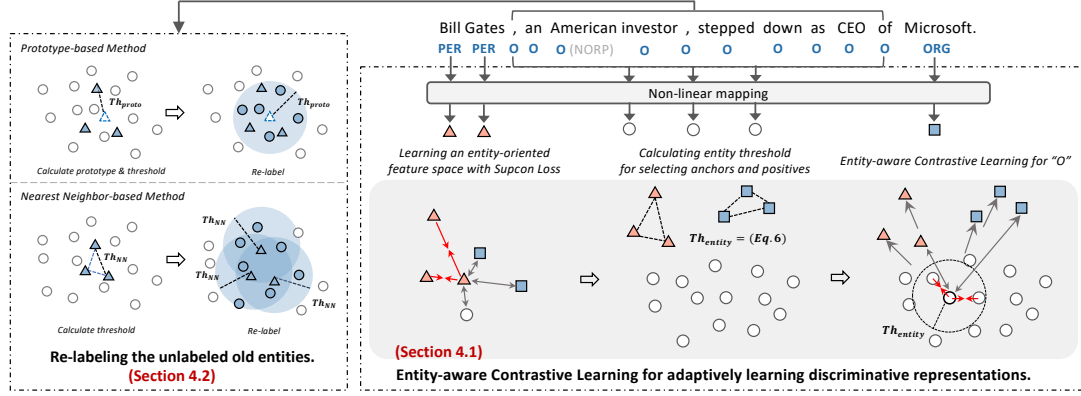 Bill Gates , an American investor , stepped down as CEO of Microsoft.
PER PER O O O (NORP) O O O O O O ORG
Non-linear mapping
Prototype-based Method
Th_proto
Th_proto
Calculate prototype & threshold
Re-label
Nearest Neighbor-based Method
Th_NN
Th_NN
Th_NN
Th_NN
Calculate threshold
Re-label
Re-labeling the unlabeled old entities.
(Section 4.2)
Learning an entity-oriented
feature space with Supcon Loss
Calculating entity threshold
for selecting anchors and positives
Entity-aware Contrastive Learning for “O”
Th_entity = (Eq.6)
Th_entity
(Section 4.1)
Entity-aware Contrastive Learning for adaptively learning discriminative representations.